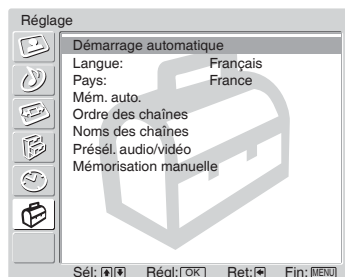 Réglage
Démarrage automatique
Langue: Français
Pays: France
Mém. auto.
Ordre des chaînes
Noms des chaînes
Présél. audio/vidéo
Mémorisation manuelle
Sél: Régl: OK Ret: Fin: MENU